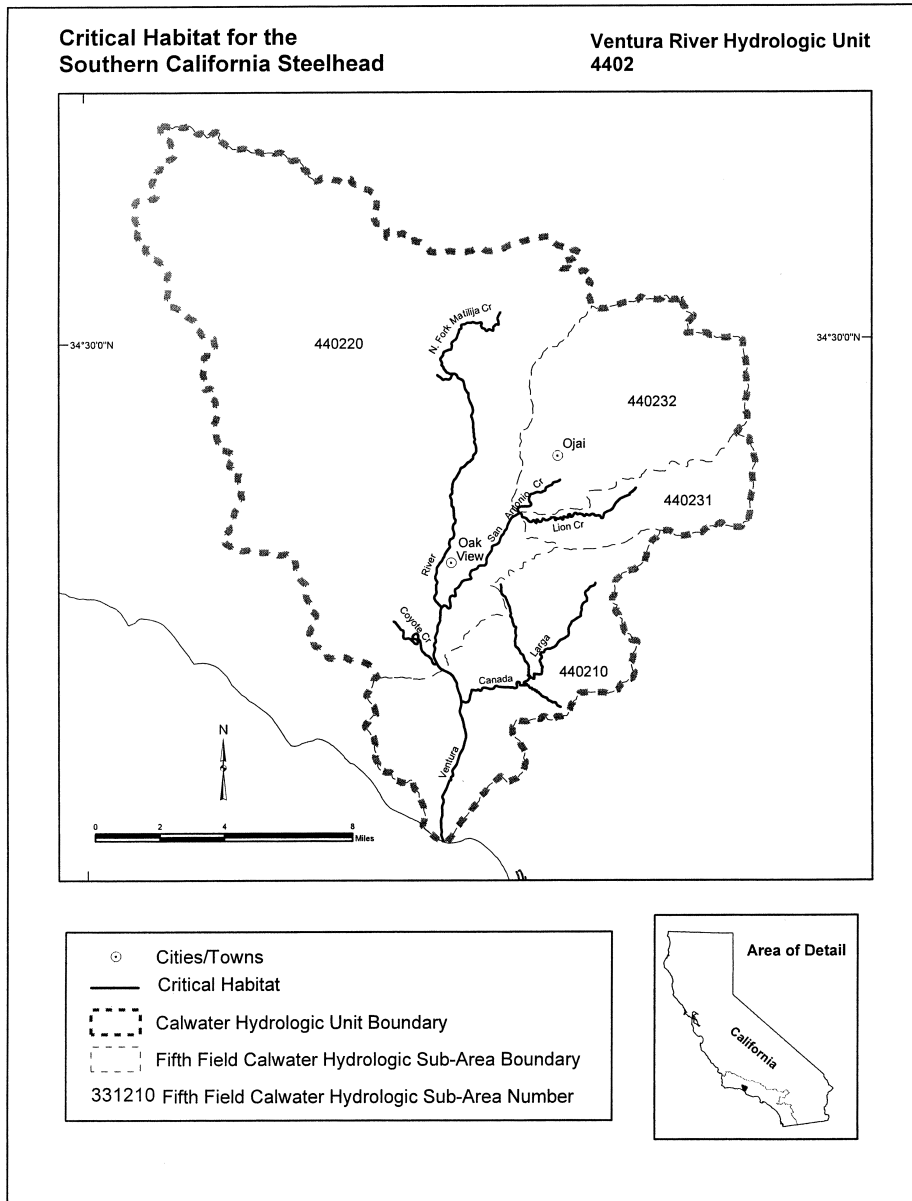 Critical Habitat for the
Southern California Steelhead
Ventura River Hydrologic Unit
4402
34°30'0"N
34°30'0"N
N. Fork Matilija Cr
440220
440232
Ojai
440231
San Antonio Cr
Lion Cr
Oak
View
River
Coyote Cr
Larga
440210
Canada
Ventura
N
0 2 4 8
Miles
Cities/Towns
Critical Habitat
Calwater Hydrologic Unit Boundary
Fifth Field Calwater Hydrologic Sub-Area Boundary
331210 Fifth Field Calwater Hydrologic Sub-Area Number
Area of Detail
California